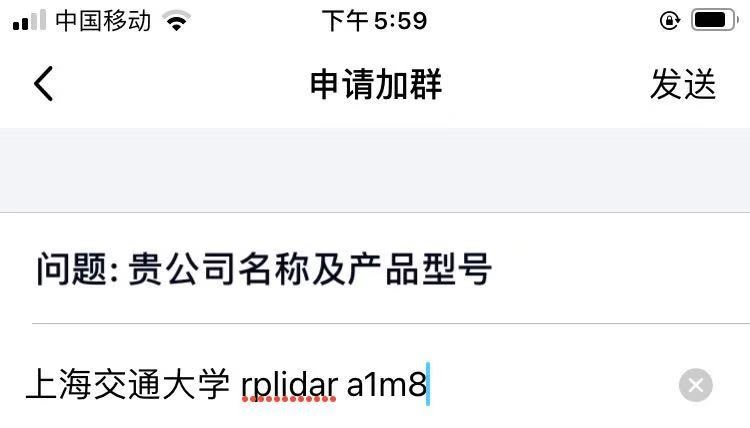 中国移动 下午5:59
申请加群 发送
问题: 贵公司名称及产品型号
上海交通大学 rplidar a1m8